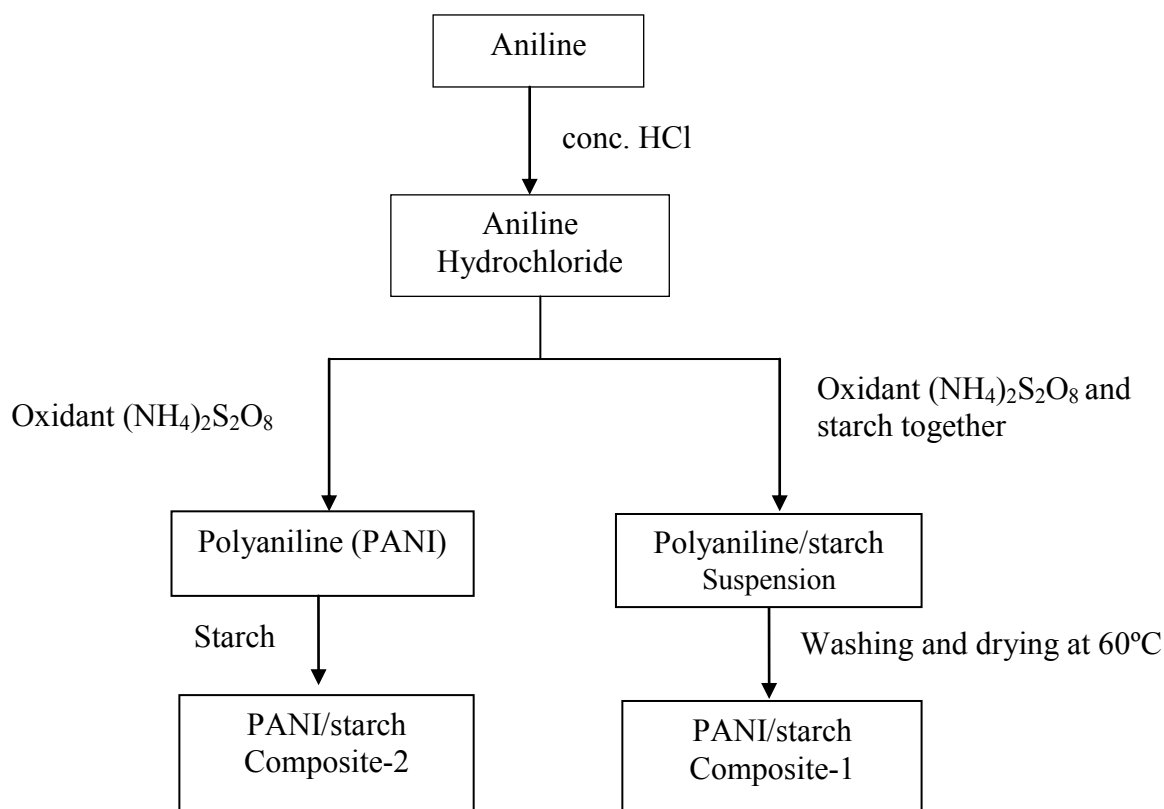 Aniline
conc. HCl
Aniline
Hydrochloride
Oxidant (NH₄)₂S₂O₈
Oxidant (NH₄)₂S₂O₈ and
starch together
Polyaniline (PANI)
Polyaniline/starch
Suspension
Starch
Washing and drying at 60ºC
PANI/starch
Composite-2
PANI/starch
Composite-1